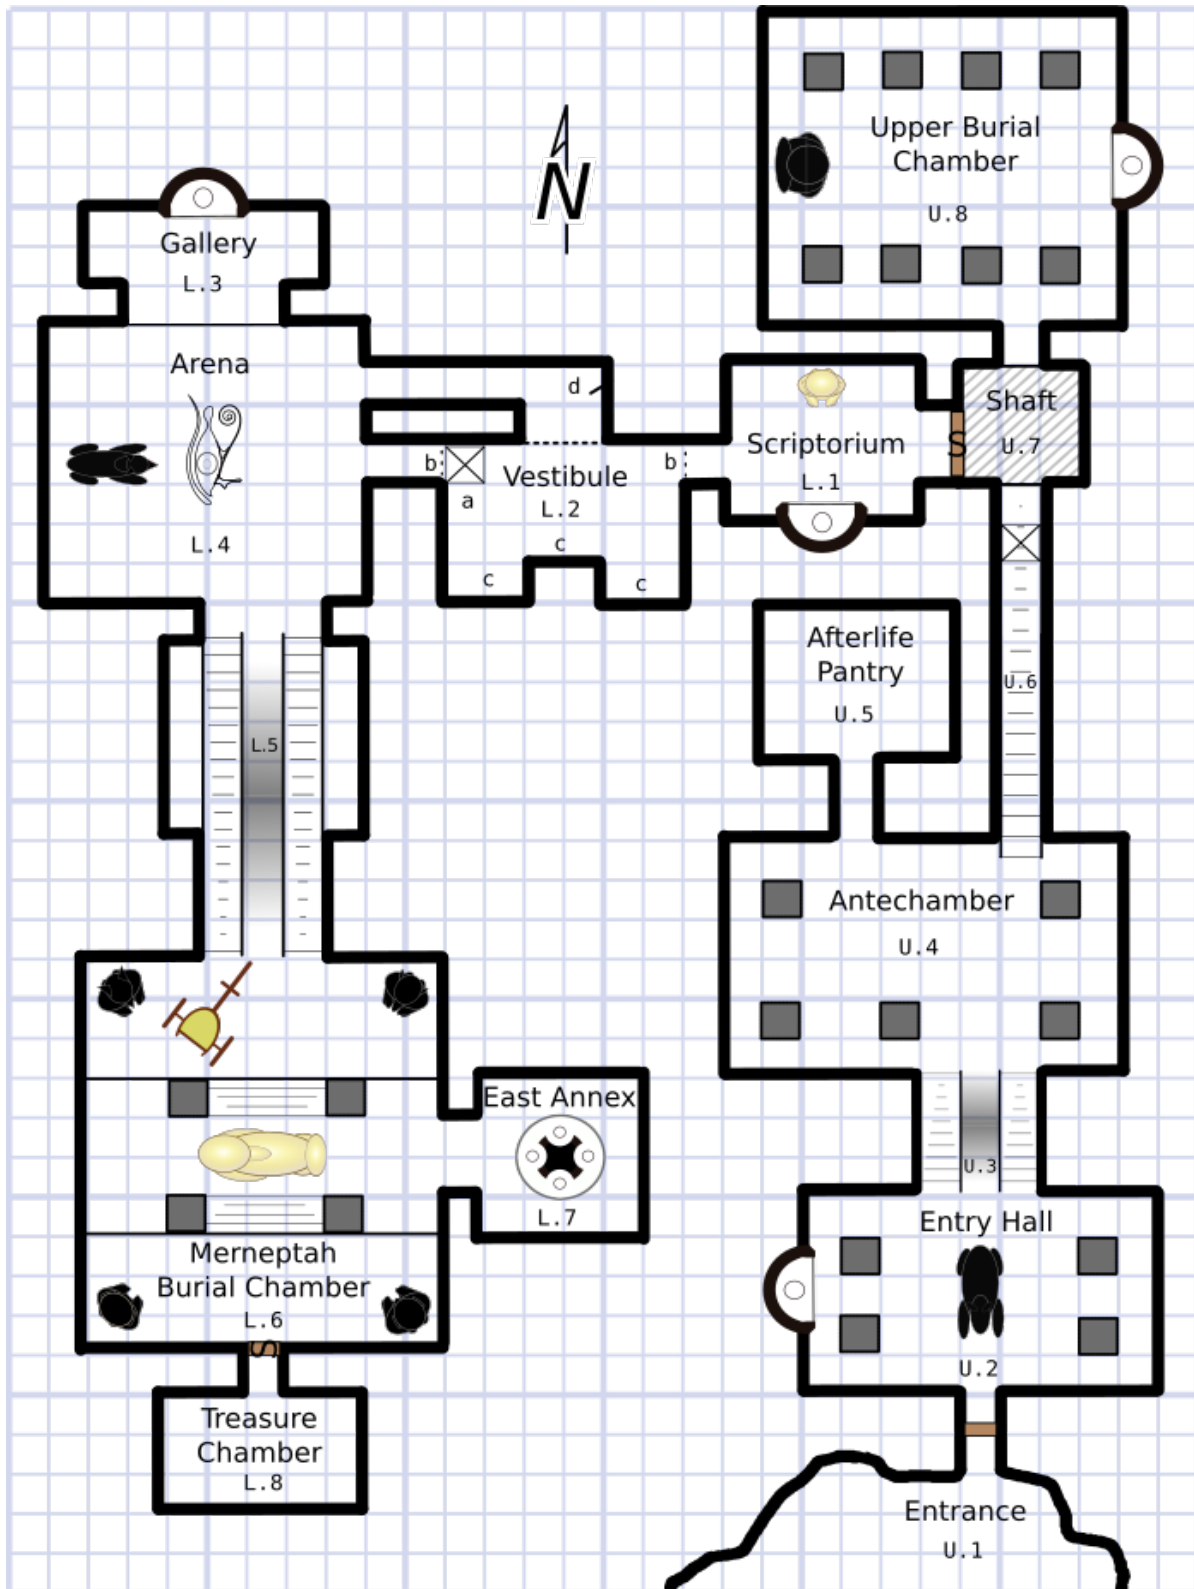 Upper Burial
Chamber
U.8
N
Gallery
L.3
Arena
L.4
d
b
a
Vestibule
L.2
b
c
c
c
Scriptorium
L.1
S
Shaft
U.7
Afterlife
Pantry
U.5
U.6
L.5
Antechamber
U.4
East Annex
L.7
U.3
Entry Hall
U.2
Merneptah
Burial Chamber
L.6
S
Treasure
Chamber
L.8
Entrance
U.1